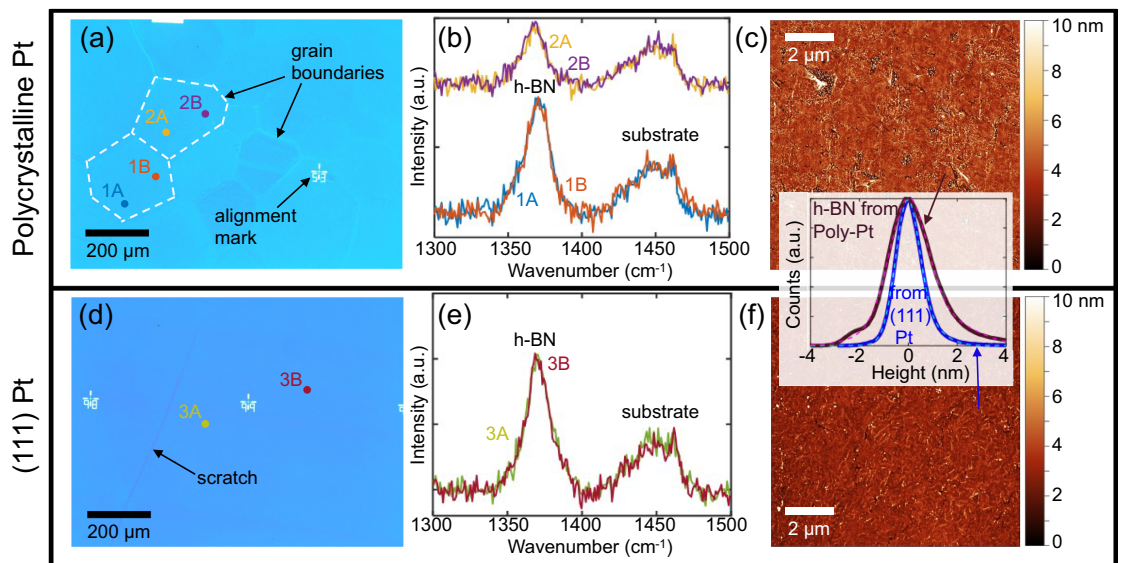 Polycrystalline Pt
(a)
grain
boundaries
2B
2A
1B
1A
alignment
mark
200 µm
(b)
2A
2B
h-BN
substrate
1B
1A
Intensity (a.u.)
1300 1350 1400 1450 1500
Wavenumber (cm⁻¹)
(c)
2 µm
10 nm
8
6
4
2
0
h-BN from
Poly-Pt
from
(111)
Pt
Counts (a.u.)
-4 -2 0 2 4
Height (nm)
(111) Pt
(d)
3B
3A
scratch
200 µm
(e)
h-BN
3B
3A
substrate
Intensity (a.u.)
1300 1350 1400 1450 1500
Wavenumber (cm⁻¹)
(f)
2 µm
10 nm
8
6
4
2
0